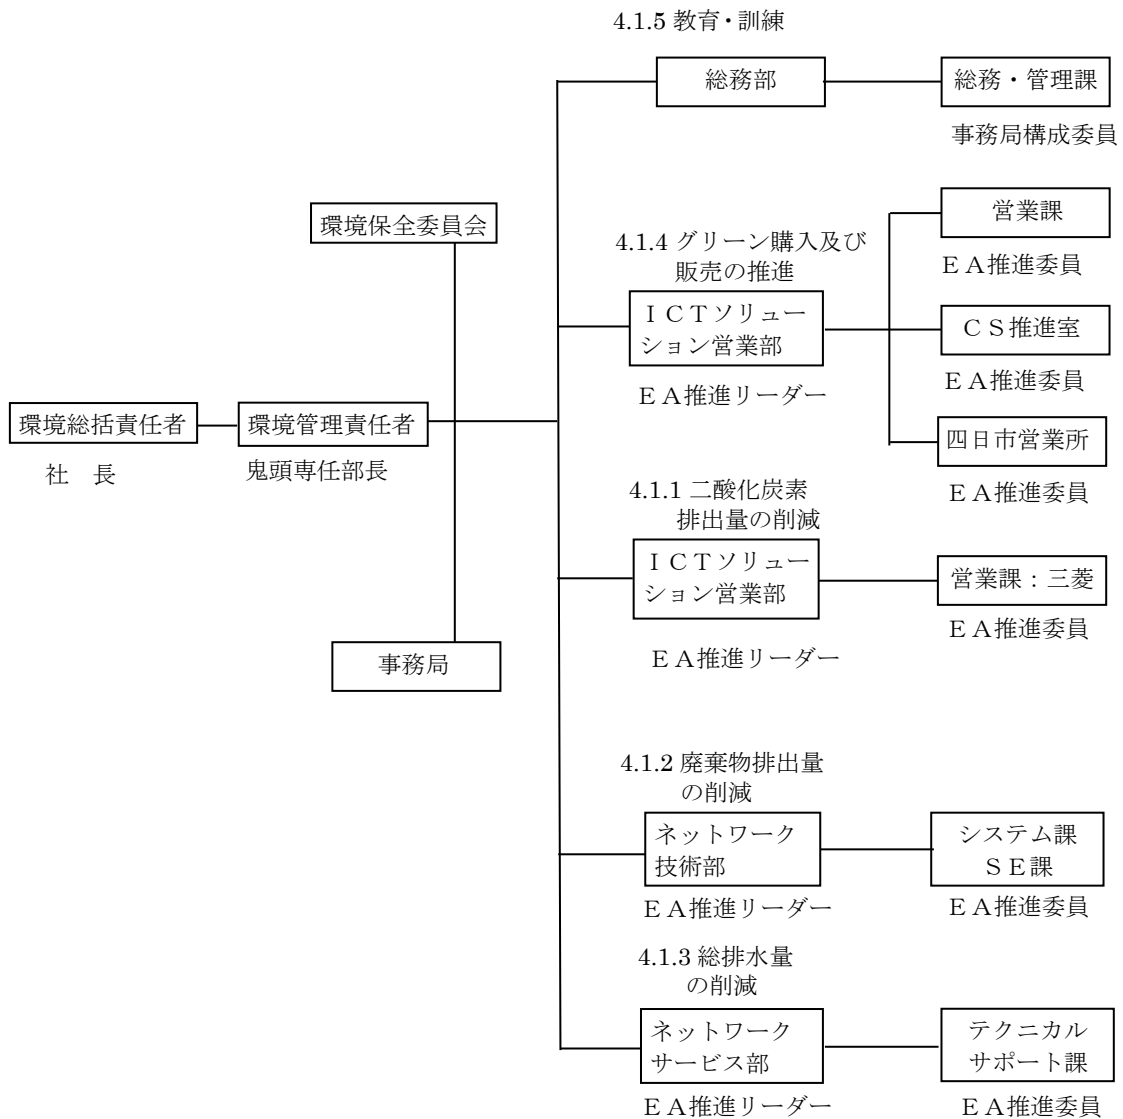 4.1.5 教育・訓練
総務部
総務・管理課
事務局構成委員
環境保全委員会
4.1.4 グリーン購入及び
販売の推進
ＩＣＴソリュー
ション営業部
ＥＡ推進リーダー
営業課
ＥＡ推進委員
ＣＳ推進室
ＥＡ推進委員
四日市営業所
ＥＡ推進委員
環境総括責任者
社　長
環境管理責任者
鬼頭専任部長
4.1.1 二酸化炭素
排出量の削減
ＩＣＴソリュー
ション営業部
ＥＡ推進リーダー
営業課：三菱
ＥＡ推進委員
事務局
4.1.2 廃棄物排出量
の削減
ネットワーク
技術部
ＥＡ推進リーダー
システム課
ＳＥ課
ＥＡ推進委員
4.1.3 総排水量
の削減
ネットワーク
サービス部
ＥＡ推進リーダー
テクニカル
サポート課
ＥＡ推進委員